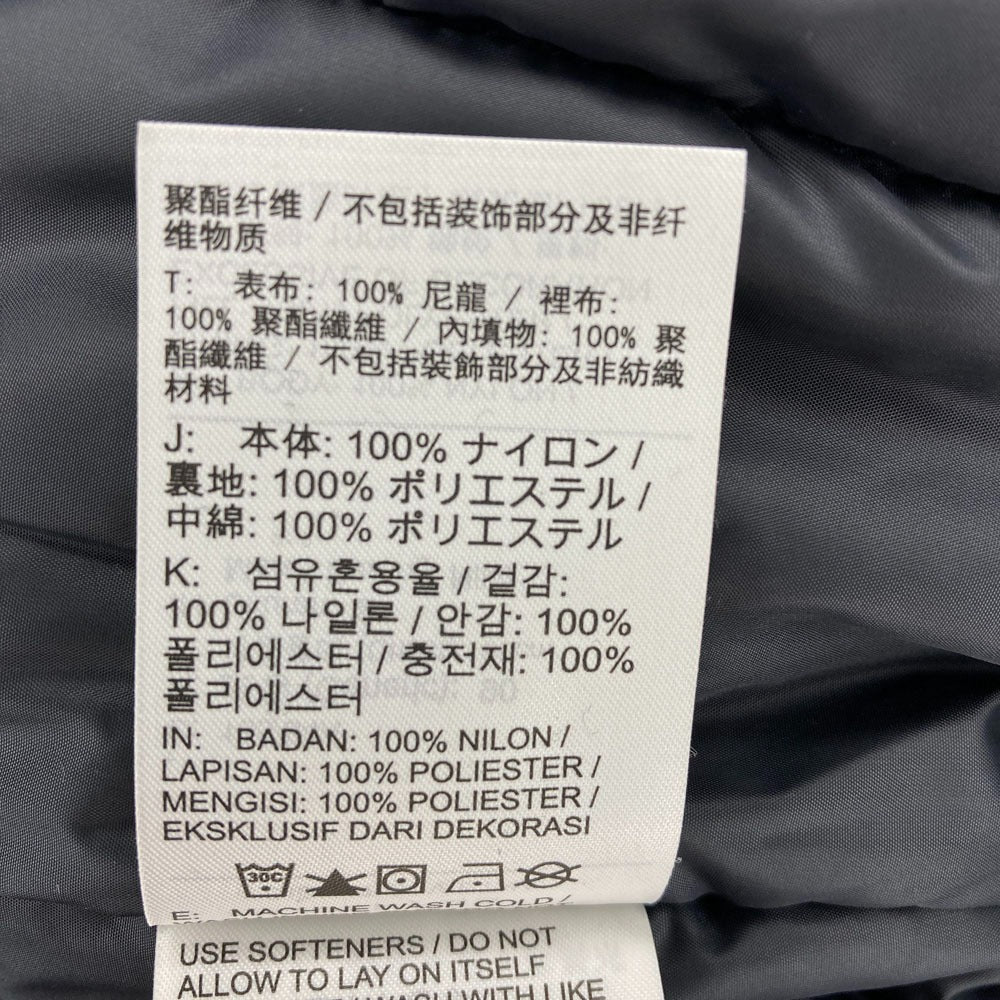 聚酯纤维 / 不包括装饰部分及非纤
维物质
T: 表布: 100% 尼龍 / 裡布:
100% 聚酯纖維 / 內填物: 100% 聚
酯纖維 / 不包括裝飾部分及非紡織
材料
J: 本体: 100% ナイロン /
裏地: 100% ポリエステル /
中綿: 100% ポリエステル
K: 섬유혼용율 / 겉감:
100% 나일론 / 안감: 100%
폴리에스터 / 충전재: 100%
폴리에스터
IN: BADAN: 100% NILON /
LAPISAN: 100% POLIESTER /
MENGISI: 100% POLIESTER /
EKSKLUSIF DARI DEKORASI
30C
E: MACHINE WASH COLD /
USE SOFTENERS / DO NOT
ALLOW TO LAY ON ITSELF
WASH WITH LIKE